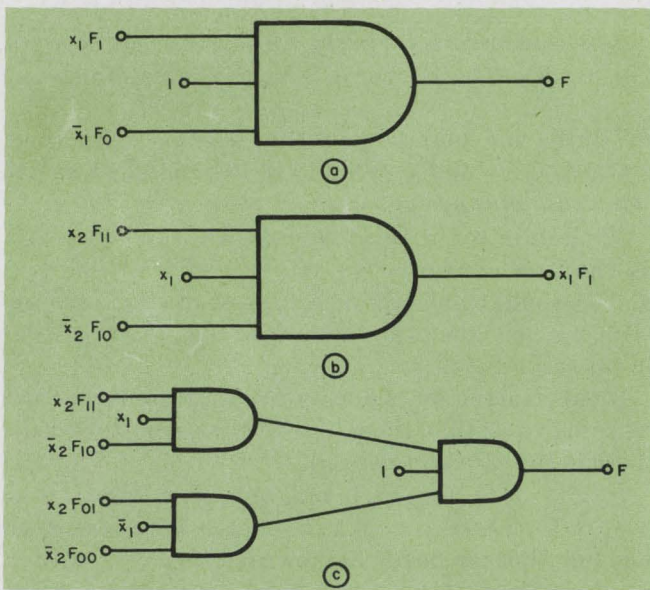 x₁ F₁
1
F
x̄₁ F₀
a
x₂ F₁₁
x₁
x₁ F₁
x̄₂ F₁₀
b
x₂ F₁₁
x₁
x̄₂ F₁₀
1
F
x₂ F₀₁
x̄₁
x̄₂ F₀₀
c